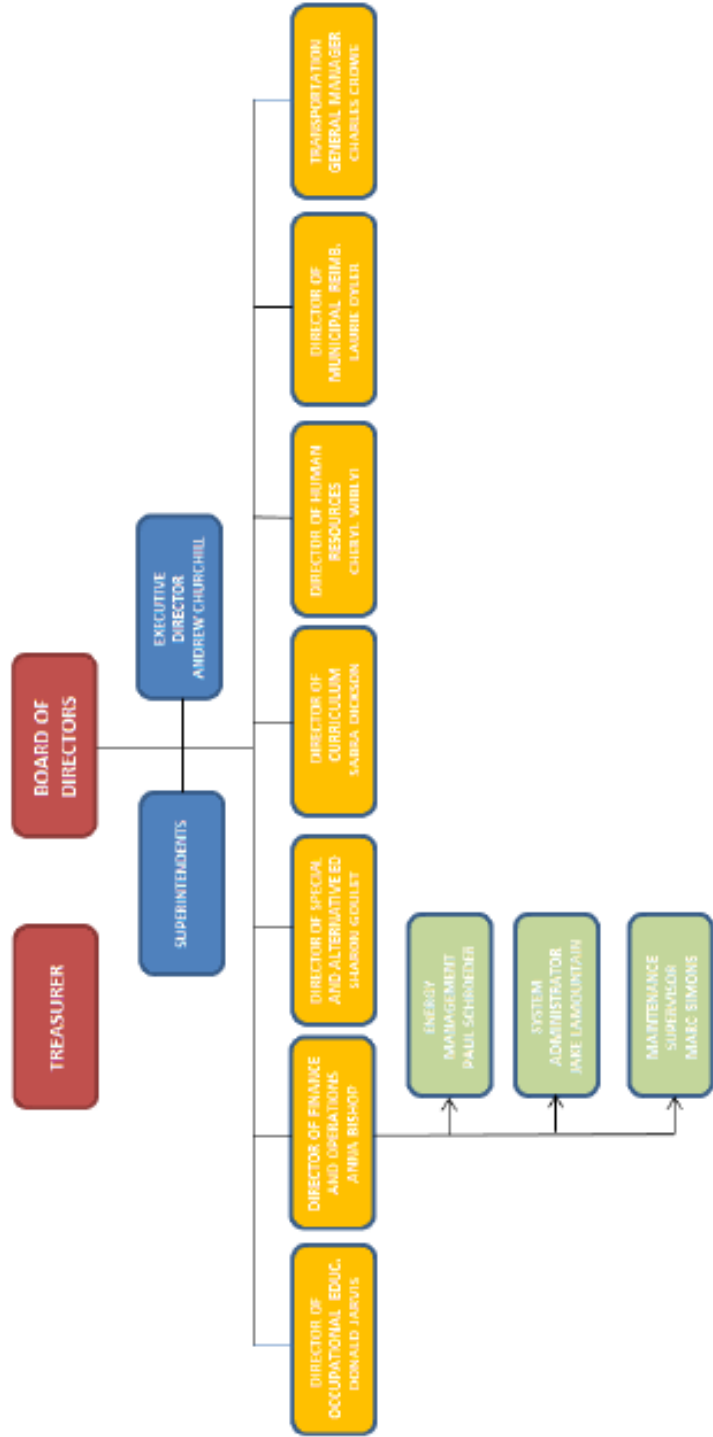 TREASURER
BOARD OF
DIRECTORS
SUPERINTENDENTS
EXECUTIVE
DIRECTOR
ANDREW CHURCHILL
DIRECTOR OF
OCCUPATIONAL EDUC.
DONALD JARVIS
DIRECTOR OF FINANCE
AND OPERATIONS
ANNA BISHOP
DIRECTOR OF SPECIAL
AND ALTERNATIVE ED
SHARON GOULET
DIRECTOR OF
CURRICULUM
DICKSON
DIRECTOR OF HUMAN
RESOURCES
CHERYL
DIRECTOR OF
MUNICIPAL REIMB.
LAURIE
TRANSPORTATION
GENERAL MANAGER
CHARLES CROWE
ENERGY
MANAGEMENT
PAUL SCHROEDER
SYSTEM
ADMINISTRATOR
JAKE LAMOUNTAIN
MAINTENANCE
SUPERVISOR
MARC SIMONS